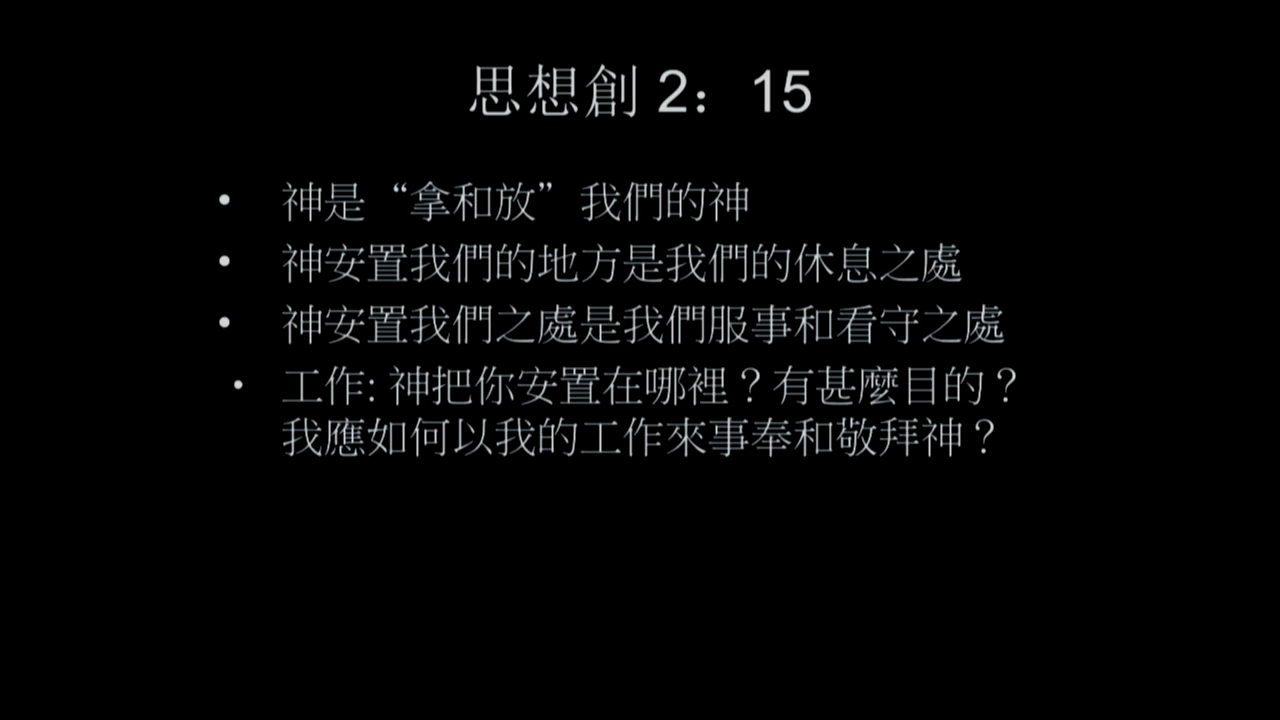 思想創 2：15
• 神是“拿和放”我們的神
• 神安置我們的地方是我們的休息之處
• 神安置我們之處是我們服事和看守之處
• 工作: 神把你安置在哪裡？有甚麼目的？
我應如何以我的工作來事奉和敬拜神？